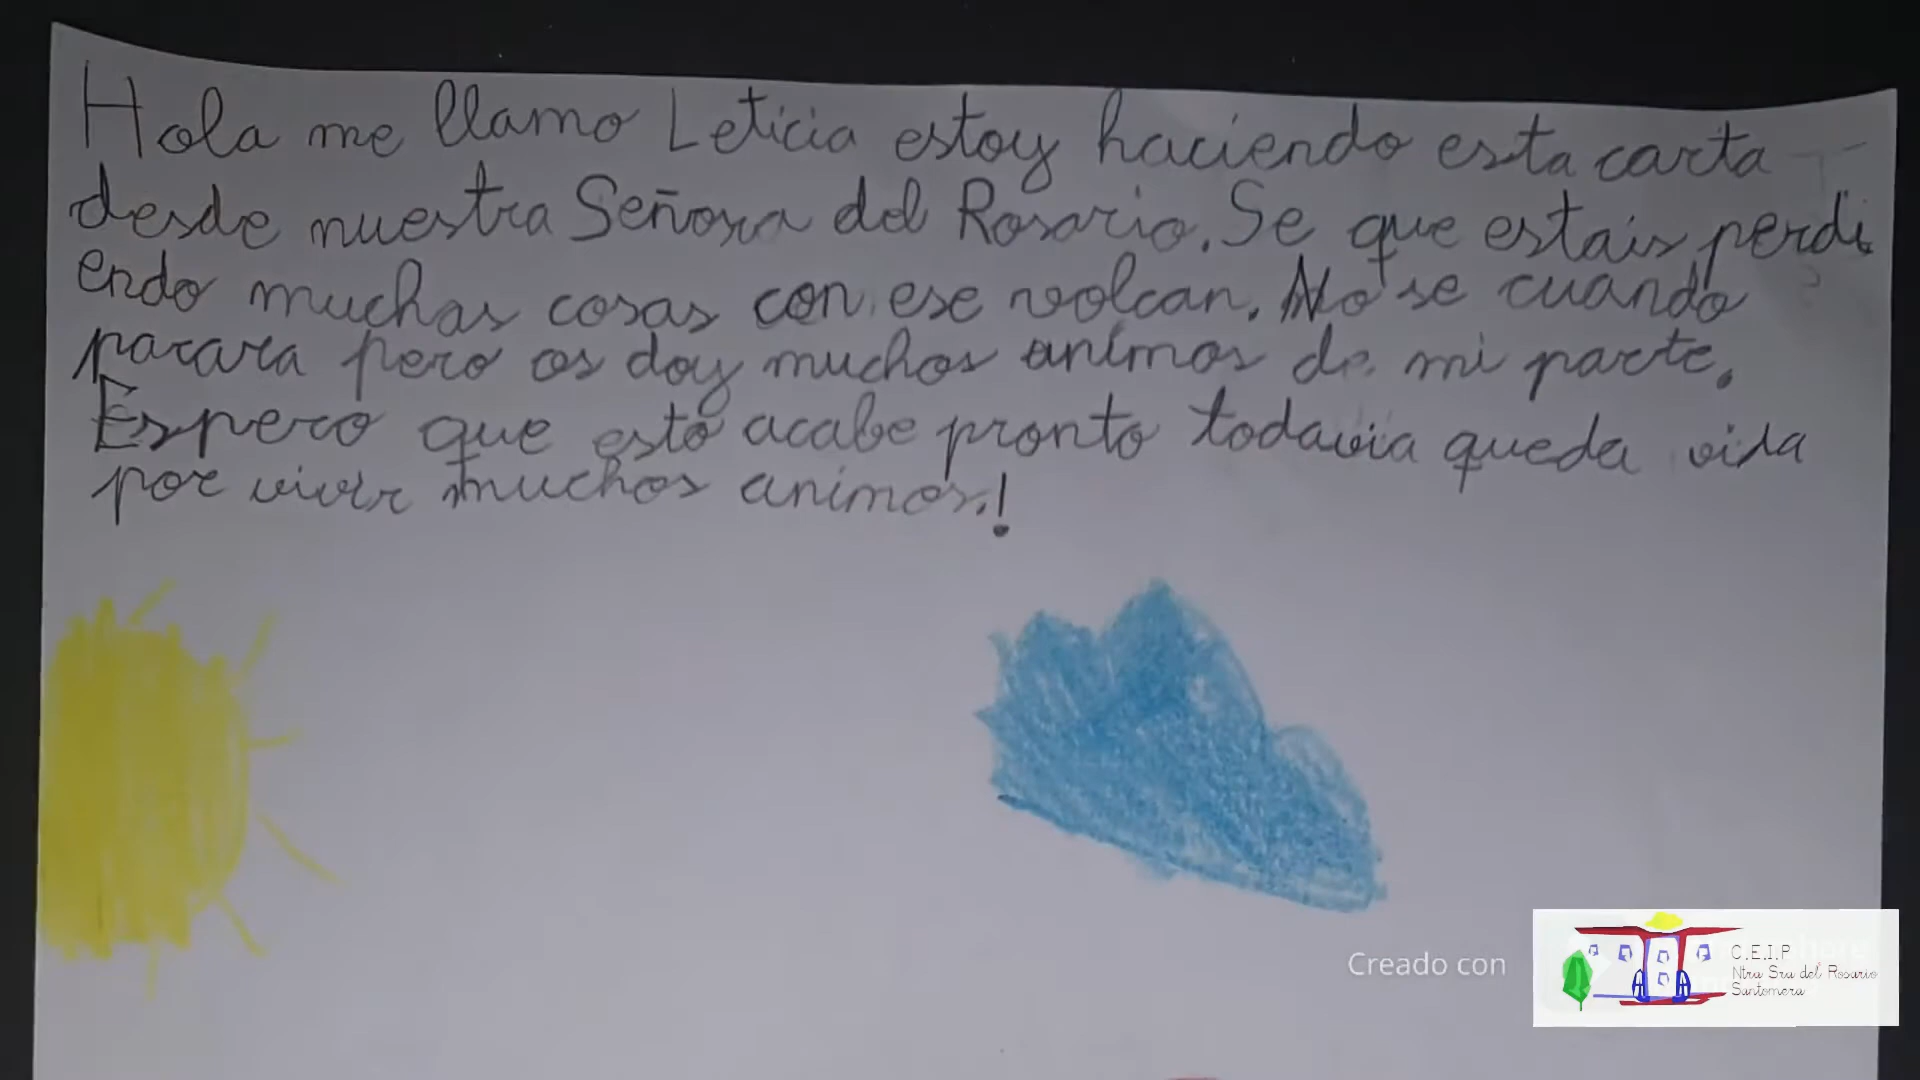 Hola me llamo Leticia estoy haciendo esta carta
desde nuestra Señora del Rosario. Se que estais perdi
endo muchas cosas con ese volcan. No se cuando
parara pero os doy muchos animos de mi parte.
Espero que esto acabe pronto todavia queda vida
por vivir muchos animos.!
Creado con
C.E.I.P
Ntra Sra del Rosario
Santomera